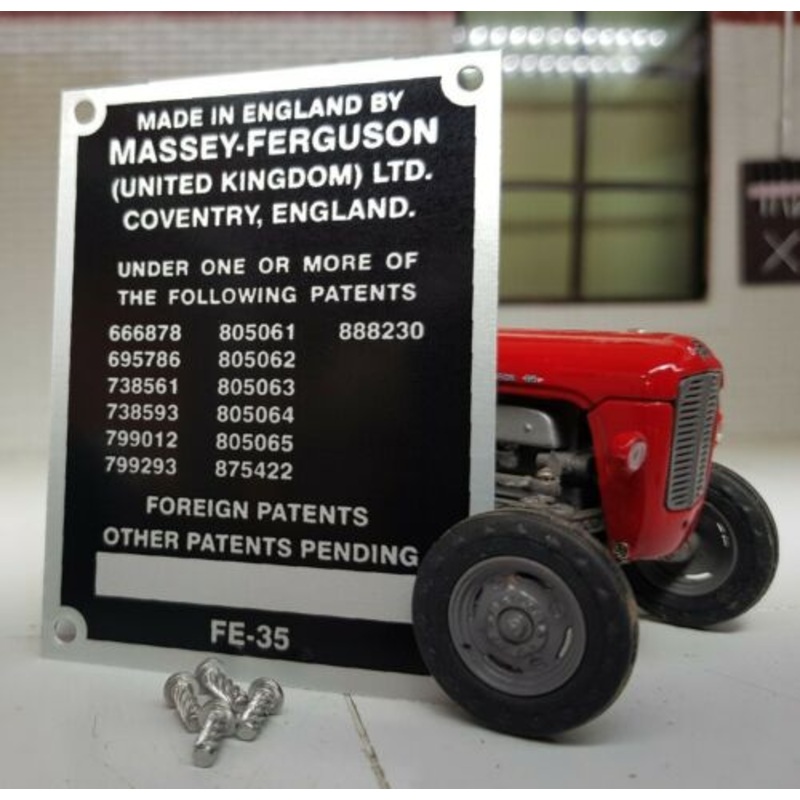 MADE IN ENGLAND BY
MASSEY-FERGUSON
(UNITED KINGDOM) LTD.
COVENTRY, ENGLAND.
UNDER ONE OR MORE OF
THE FOLLOWING PATENTS
666878 805061 888230
695786 805062
738561 805063
738593 805064
799012 805065
799293 875422
FOREIGN PATENTS
OTHER PATENTS PENDING
FE-35